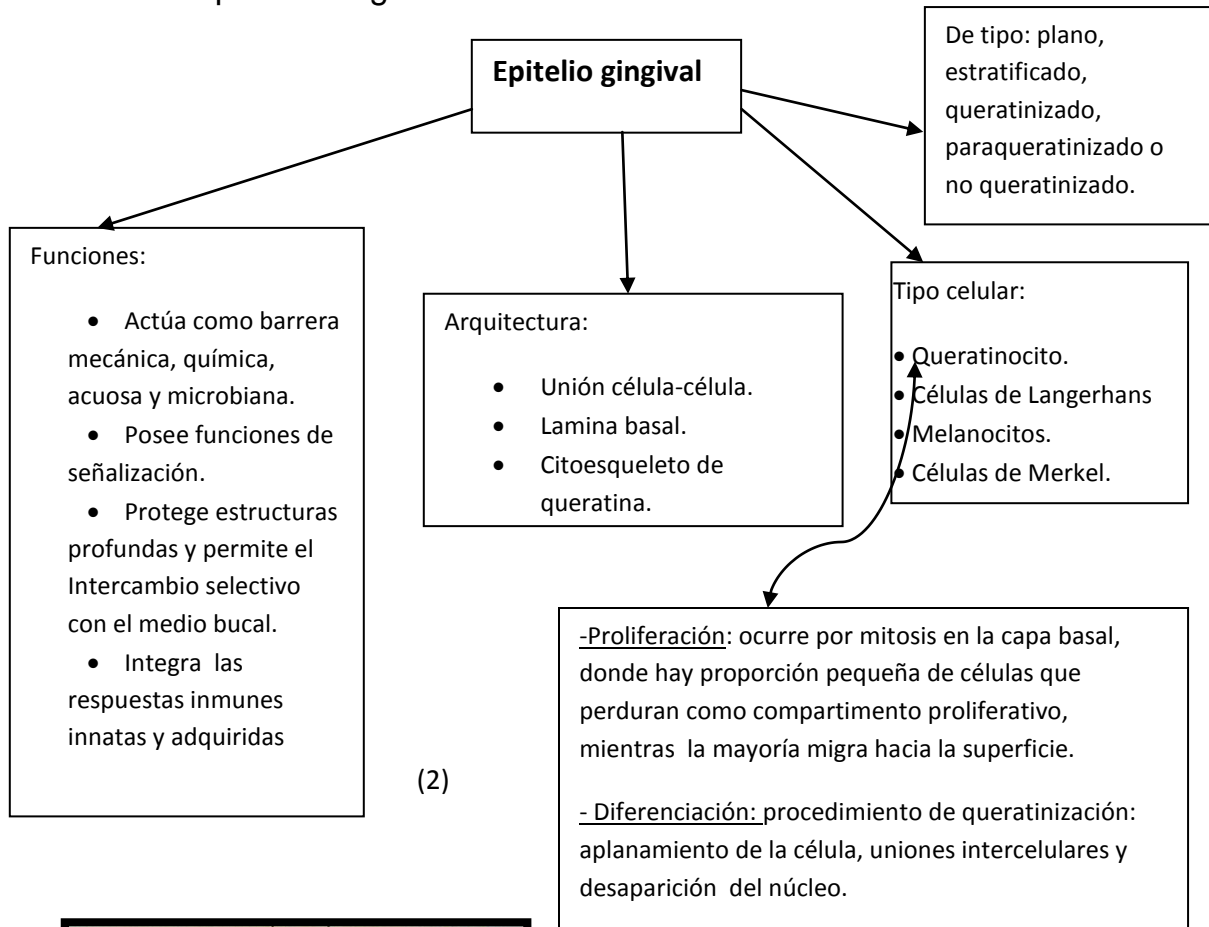 Epitelio gingival
De tipo: plano,
estratificado,
queratinizado,
paraqueratinizado o
no queratinizado.
Funciones:
• Actúa como barrera
mecánica, química,
acuosa y microbiana.
• Posee funciones de
señalización.
• Protege estructuras
profundas y permite el
Intercambio selectivo
con el medio bucal.
• Integra las
respuestas inmunes
innatas y adquiridas
Arquitectura:
• Unión célula-célula.
• Lamina basal.
• Citoesqueleto de
queratina.
Tipo celular:
• Queratinocito.
• Células de Langerhans
• Melanocitos.
• Células de Merkel.
(2)
-Proliferación: ocurre por mitosis en la capa basal,
donde hay proporción pequeña de células que
perduran como compartimento proliferativo,
mientras la mayoría migra hacia la superficie.
- Diferenciación: procedimiento de queratinización:
aplanamiento de la célula, uniones intercelulares y
desaparición del núcleo.